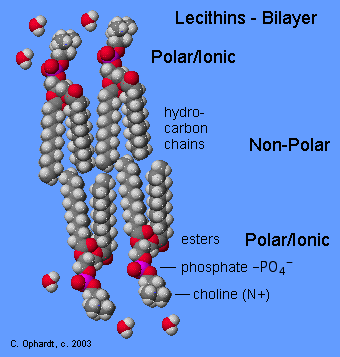 Lecithins - Bilayer
Polar/Ionic
hydro-
carbon
chains
Non-Polar
esters
Polar/Ionic
phosphate –PO₄⁻
choline (N+)
C. Ophardt, c. 2003